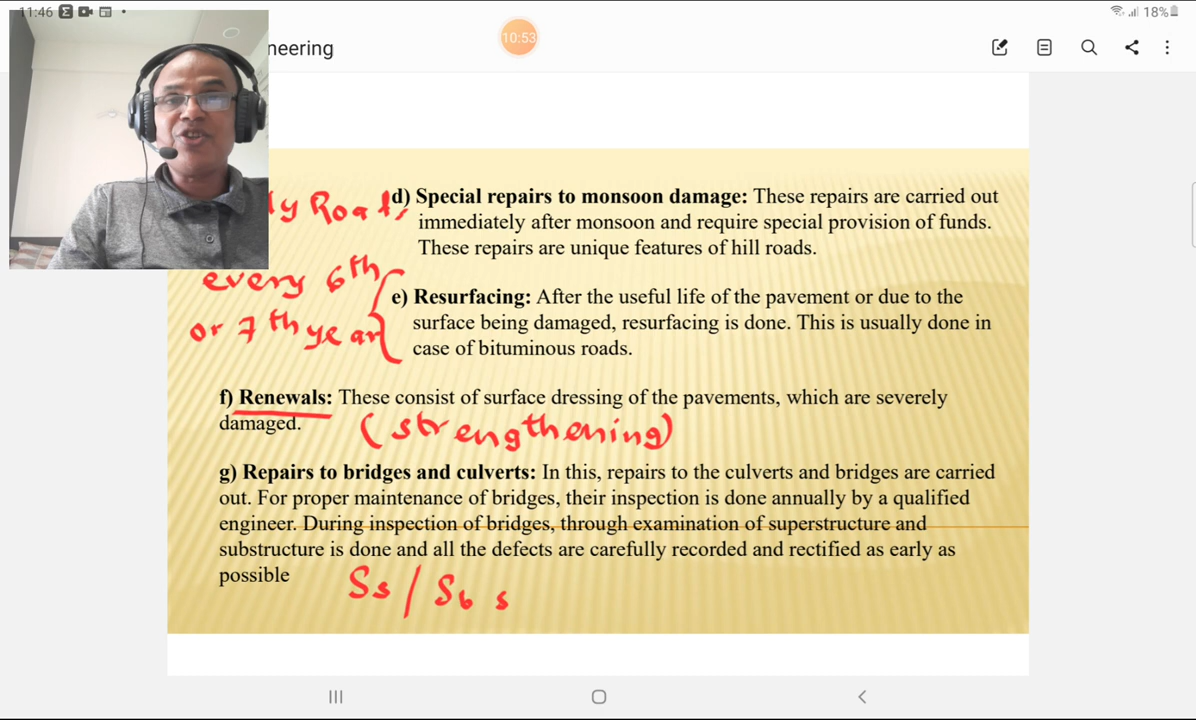 11:46
18%
10:53
neering
d) Special repairs to monsoon damage: These repairs are carried out
immediately after monsoon and require special provision of funds.
These repairs are unique features of hill roads.
ly Road,
every 6th
or 7th year
e) Resurfacing: After the useful life of the pavement or due to the
surface being damaged, resurfacing is done. This is usually done in
case of bituminous roads.
f) Renewals: These consist of surface dressing of the pavements, which are severely
damaged.
(strengthening)
g) Repairs to bridges and culverts: In this, repairs to the culverts and bridges are carried
out. For proper maintenance of bridges, their inspection is done annually by a qualified
engineer. During inspection of bridges, through examination of superstructure and
substructure is done and all the defects are carefully recorded and rectified as early as
possible
Ss / Sb s